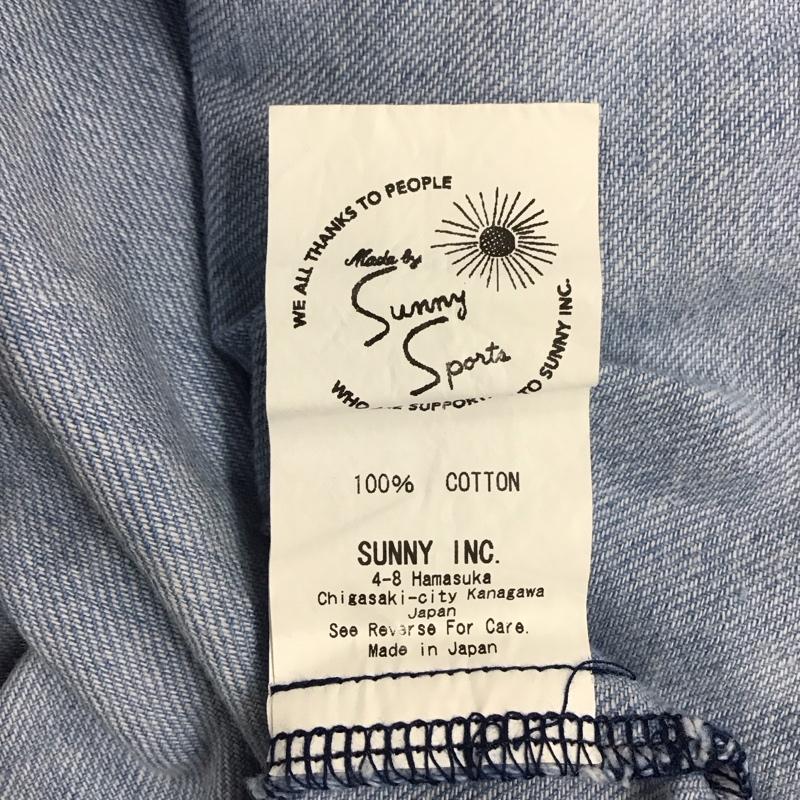 WE ALL THANKS TO PEOPLE
Made by
Sunny
Sports
WHO SUPPORT TO SUNNY INC.
100% COTTON
SUNNY INC.
4-8 Hamasuka
Chigasaki-city Kanagawa
Japan
See Reverse For Care.
Made in Japan